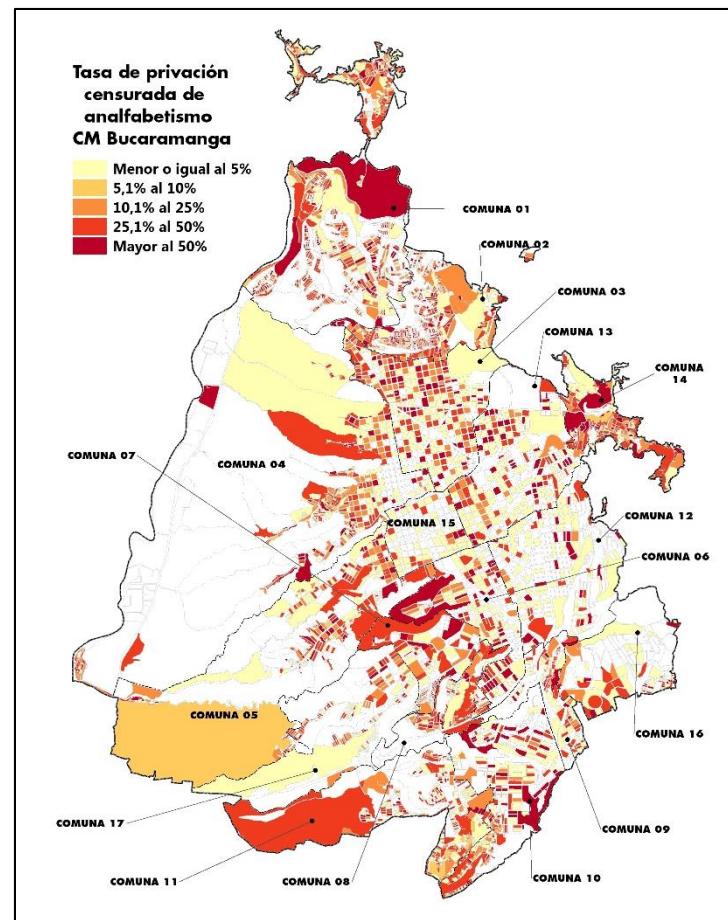 Tasa de privación
censurada de
analfabetismo
CM Bucaramanga
Menor o igual al 5%
5,1% al 10%
10,1% al 25%
25,1% al 50%
Mayor al 50%
COMUNA 01
COMUNA 02
COMUNA 03
COMUNA 13
COMUNA 14
COMUNA 07
COMUNA 04
COMUNA 15
COMUNA 12
COMUNA 06
COMUNA 05
COMUNA 16
COMUNA 17
COMUNA 09
COMUNA 11
COMUNA 08
COMUNA 10